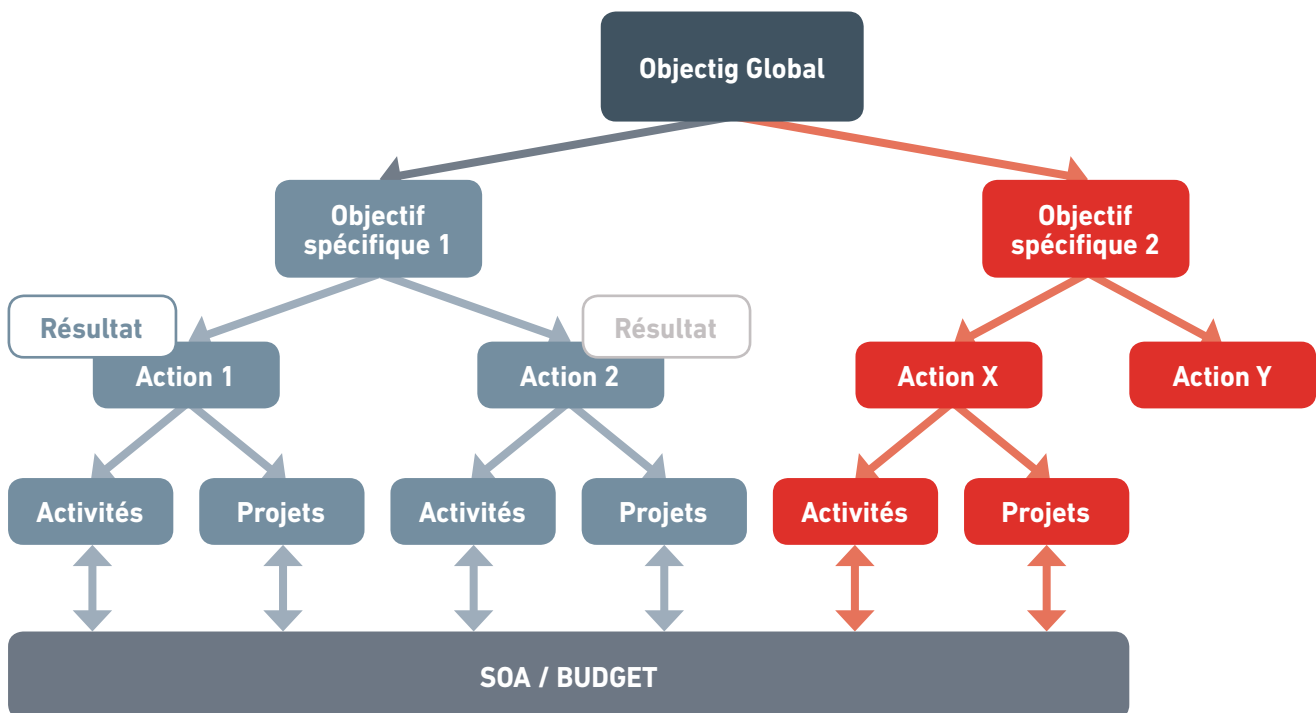 Objectig Global
Objectif
spécifique 1
Objectif
spécifique 2
Résultat
Résultat
Action 1
Action 2
Action X
Action Y
Activités
Projets
Activités
Projets
Activités
Projets
SOA / BUDGET